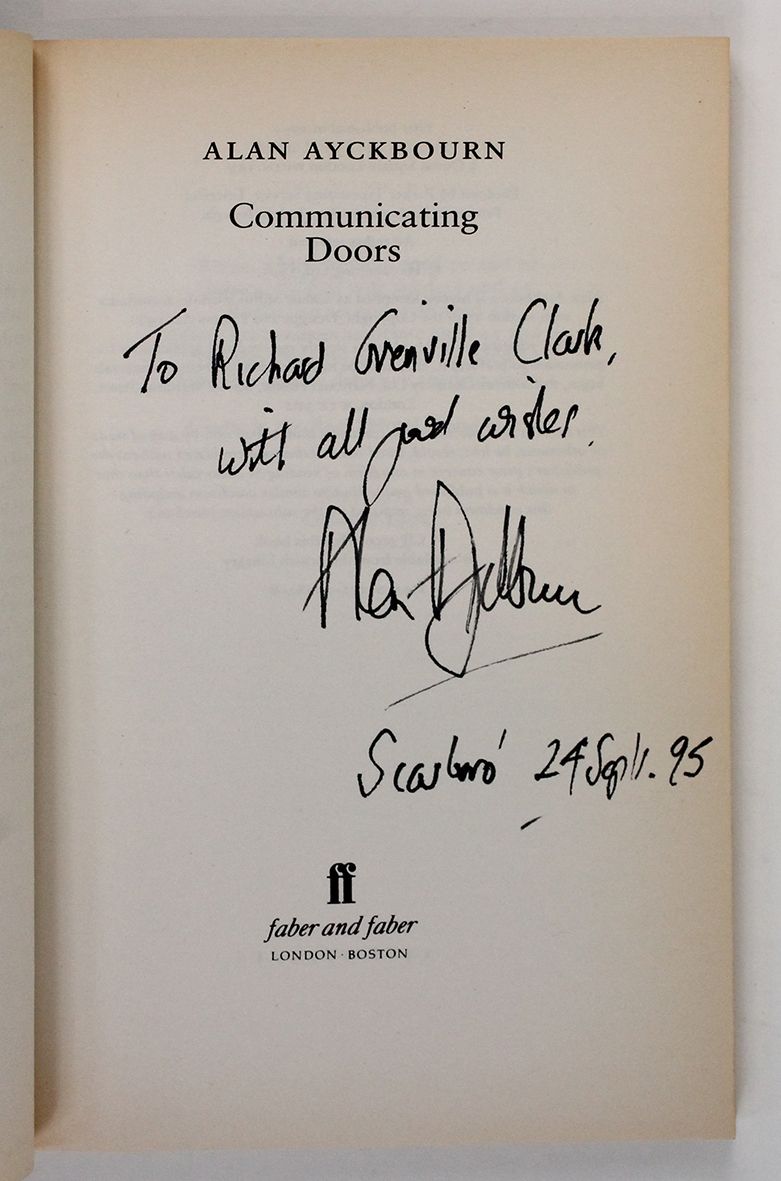 ALAN AYCKBOURN
Communicating
Doors
To Richard Grenville Clark,
with all good wishes.
Alan Ayckbourn
Scarboro' 24 Sept. 95
ff
faber and faber
LONDON · BOSTON